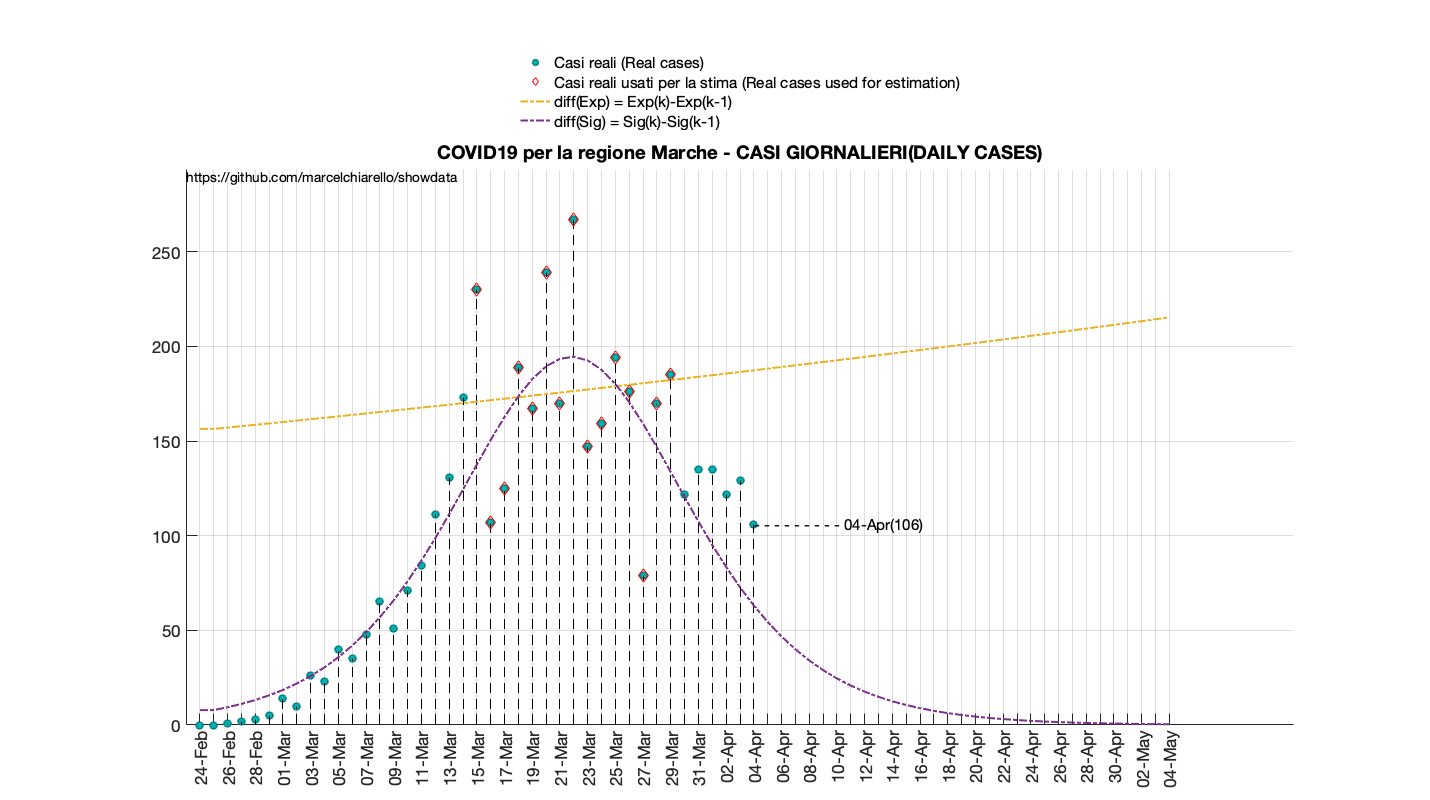 Casi reali (Real cases)
Casi reali usati per la stima (Real cases used for estimation)
diff(Exp) = Exp(k)-Exp(k-1)
diff(Sig) = Sig(k)-Sig(k-1)
COVID19 per la regione Marche - CASI GIORNALIERI(DAILY CASES)
https://github.com/marcelchiarello/showdata
250
200
150
100
50
0
04-Apr(106)
24-Feb
26-Feb
28-Feb
01-Mar
03-Mar
05-Mar
07-Mar
09-Mar
11-Mar
13-Mar
15-Mar
17-Mar
19-Mar
21-Mar
23-Mar
25-Mar
27-Mar
29-Mar
31-Mar
02-Apr
04-Apr
06-Apr
08-Apr
10-Apr
12-Apr
14-Apr
16-Apr
18-Apr
20-Apr
22-Apr
24-Apr
26-Apr
28-Apr
30-Apr
02-May
04-May